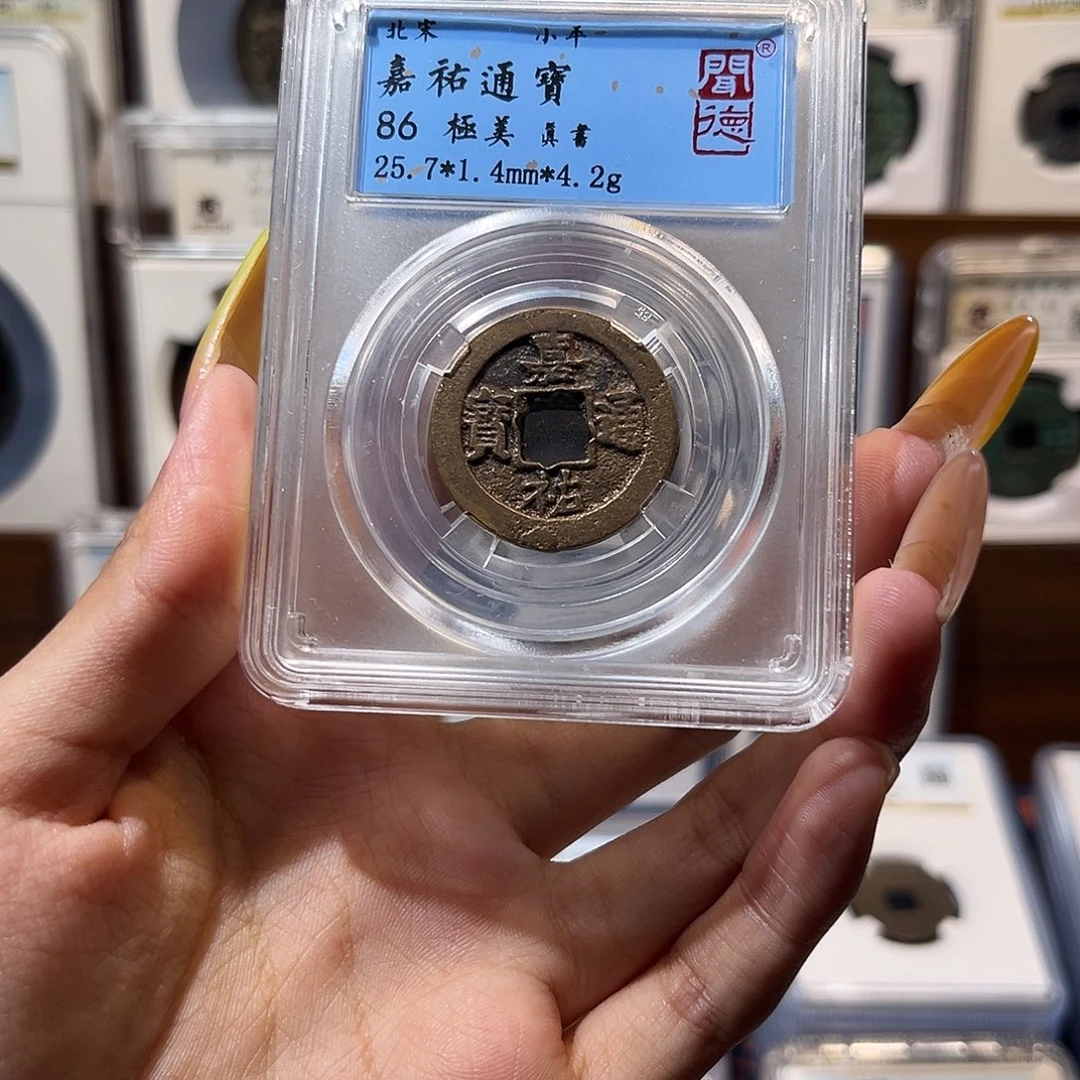 北宋 小平
嘉祐通寶
86 極美 眞書
25.7*1.4mm*4.2g
聞德
®
嘉祐通寶